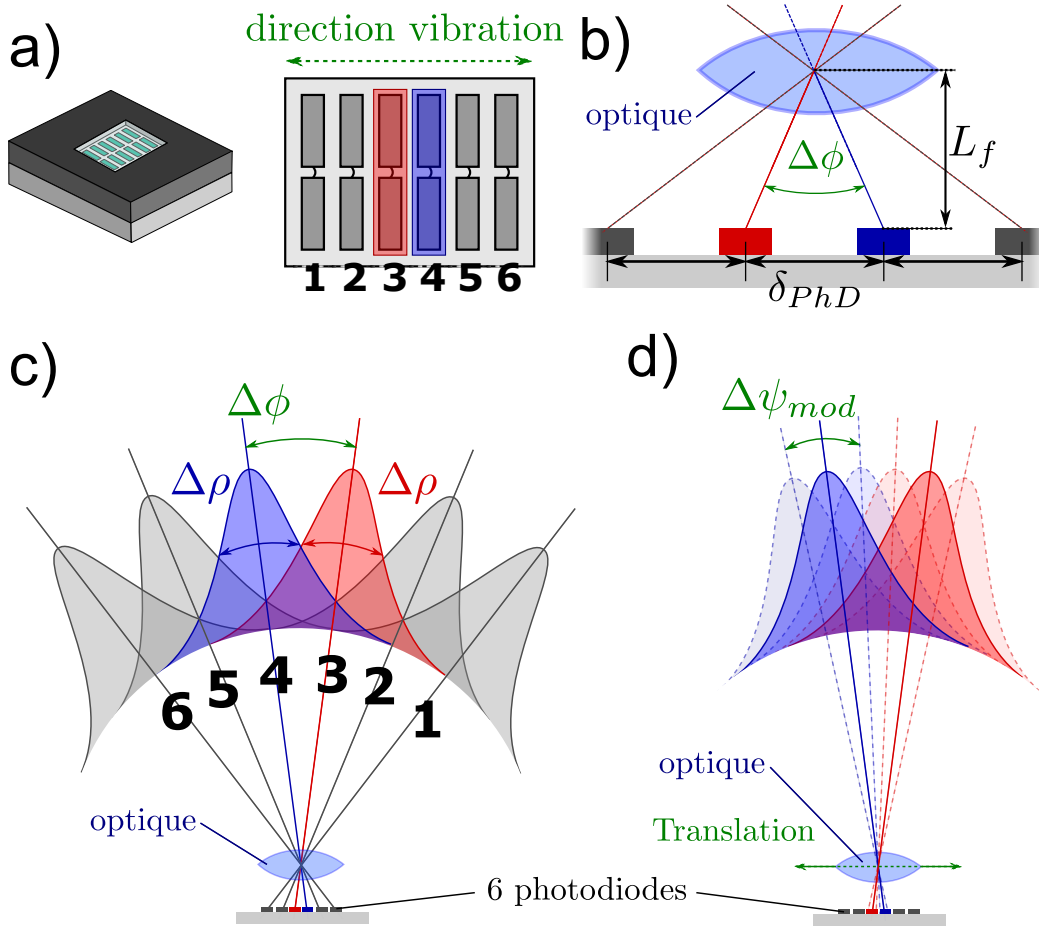 a)
direction vibration
1 2 3 4 5 6
b)
optique
Δϕ
L_f
δ_PhD
c)
Δϕ
Δρ
Δρ
6 5 4 3 2 1
optique
6 photodiodes
d)
Δψ_mod
optique
Translation